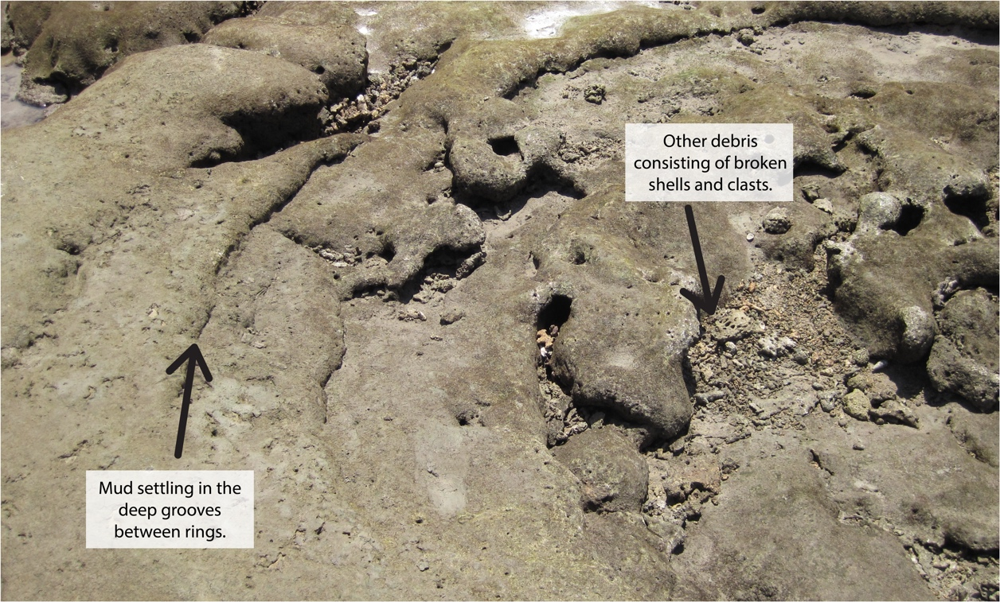 Other debris
consisting of broken
shells and clasts.
Mud settling in the
deep grooves
between rings.